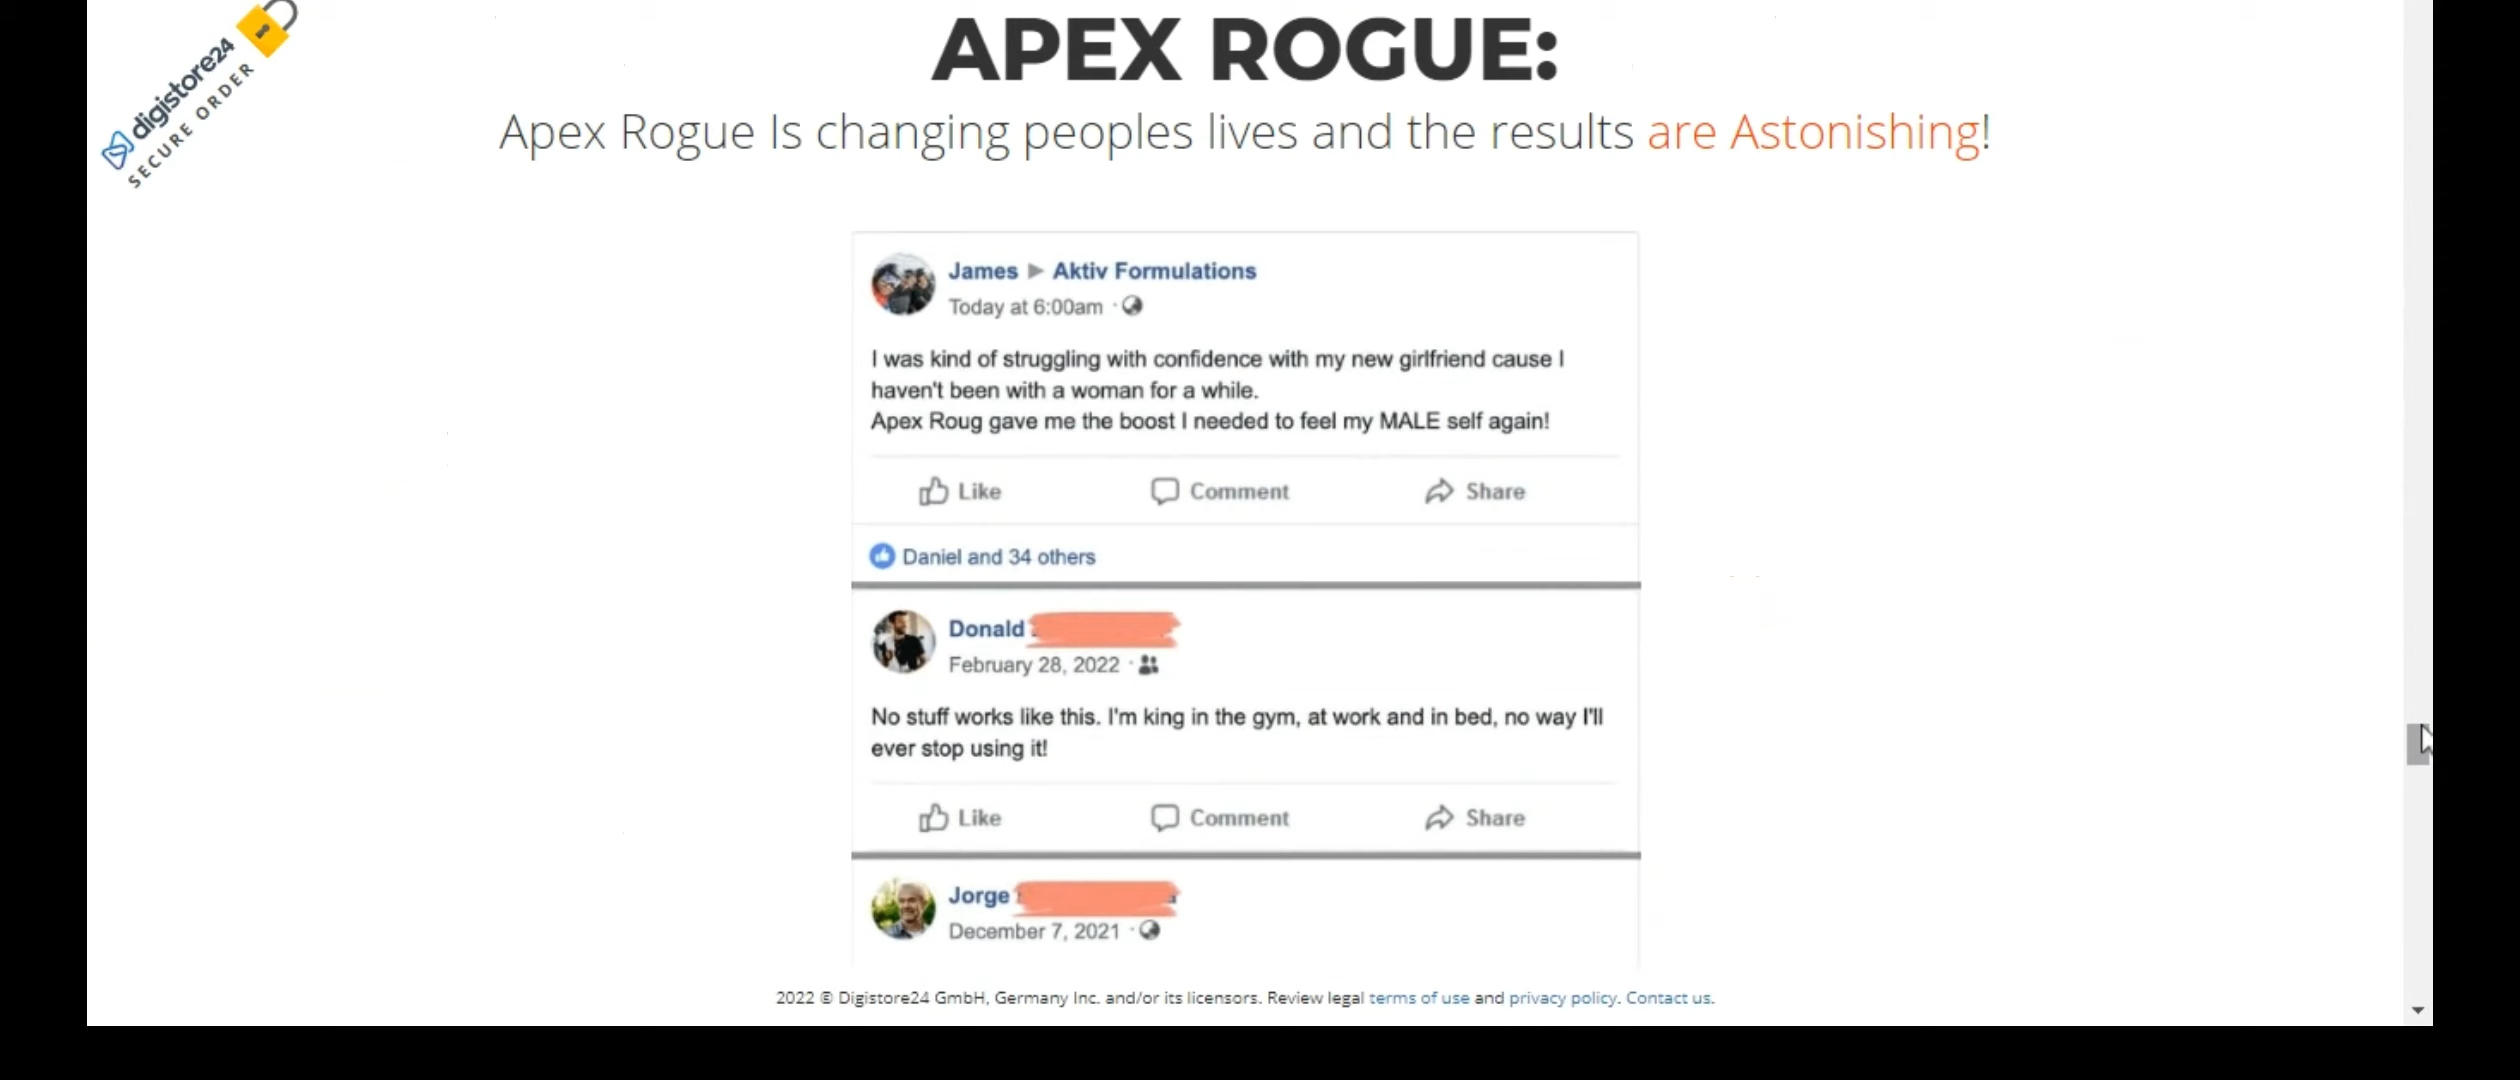 digistore24
SECURE ORDER
APEX ROGUE:
Apex Rogue Is changing peoples lives and the results are Astonishing!
James Aktiv Formulations
Today at 6:00am ·
I was kind of struggling with confidence with my new girlfriend cause I
haven't been with a woman for a while.
Apex Roug gave me the boost I needed to feel my MALE self again!
Like Comment Share
Daniel and 34 others
Donald
February 28, 2022 ·
No stuff works like this. I'm king in the gym, at work and in bed, no way I'll
ever stop using it!
Like Comment Share
Jorge
December 7, 2021 ·
2022 © Digistore24 GmbH, Germany Inc. and/or its licensors. Review legal terms of use and privacy policy. Contact us.